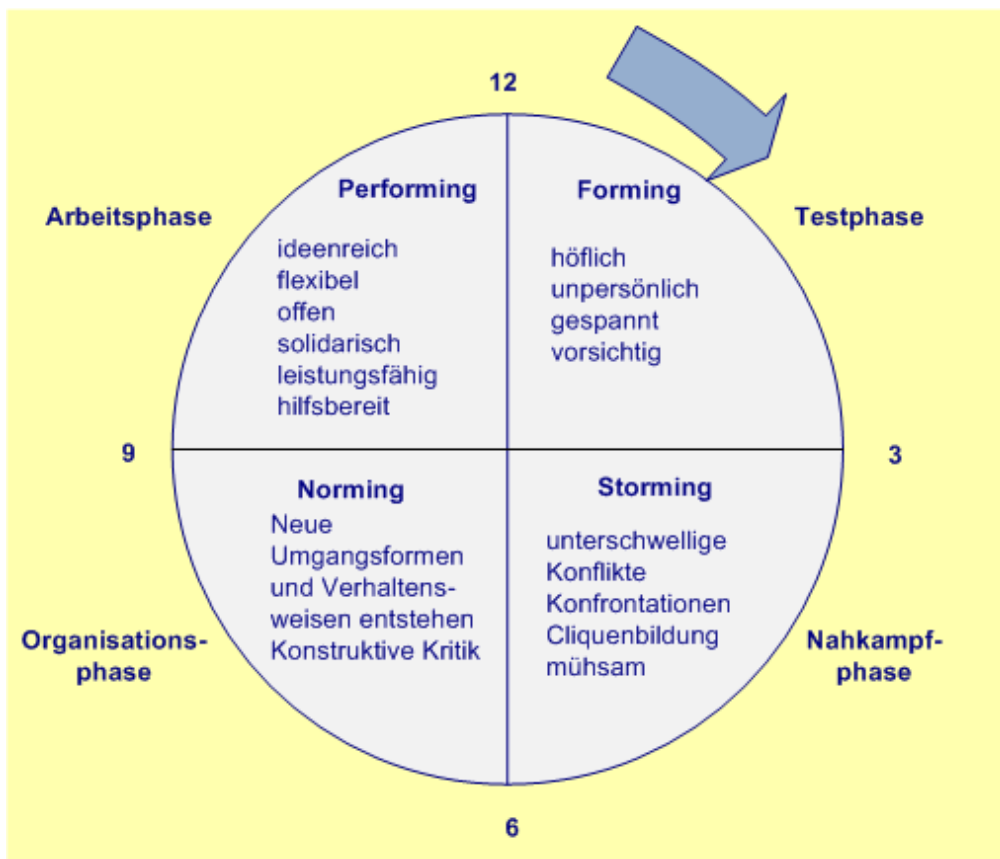 12
Performing
ideenreich
flexibel
offen
solidarisch
leistungsfähig
hilfsbereit
Forming
höflich
unpersönlich
gespannt
vorsichtig
Arbeitsphase
Testphase
9
3
Norming
Neue
Umgangsformen
und Verhaltens-
weisen entstehen
Konstruktive Kritik
Storming
unterschwellige
Konflikte
Konfrontationen
Cliquenbildung
mühsam
Organisations-
phase
Nahkampf-
phase
6